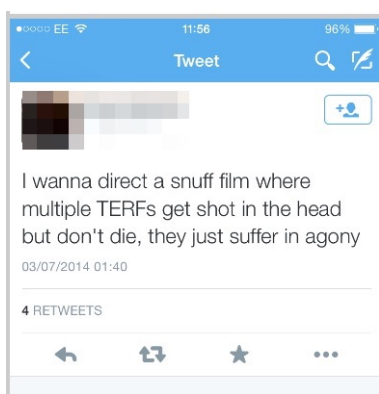 EE 11:56 96%
Tweet
I wanna direct a snuff film where
multiple TERFs get shot in the head
but don't die, they just suffer in agony
03/07/2014 01:40
4 RETWEETS